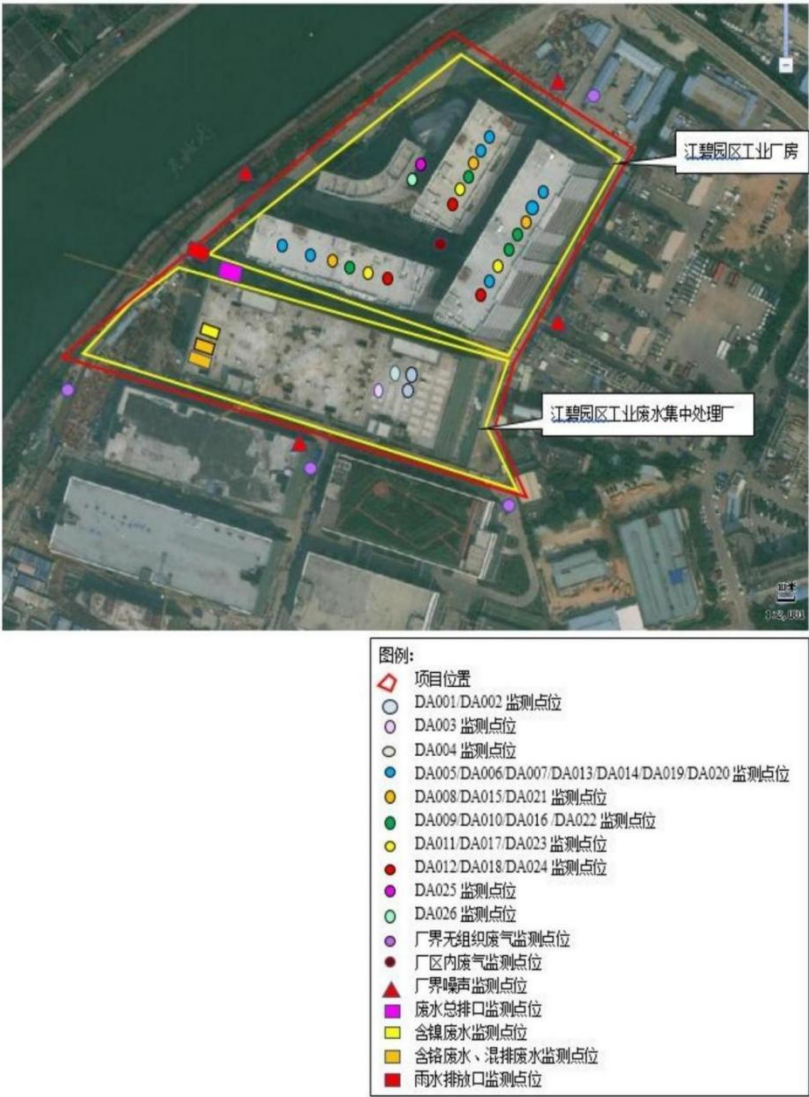 江碧园区工业厂房
江碧园区工业废水集中处理厂
图例:
项目位置
DA001/DA002 监测点位
DA003 监测点位
DA004 监测点位
DA005/DA006/DA007/DA013/DA014/DA019/DA020 监测点位
DA008/DA015/DA021 监测点位
DA009/DA010/DA016 /DA022 监测点位
DA011/DA017/DA023 监测点位
DA012/DA018/DA024 监测点位
DA025 监测点位
DA026 监测点位
厂界无组织废气监测点位
厂区内废气监测点位
厂界噪声监测点位
废水总排口监测点位
含镍废水监测点位
含铬废水、混排废水监测点位
雨水排放口监测点位